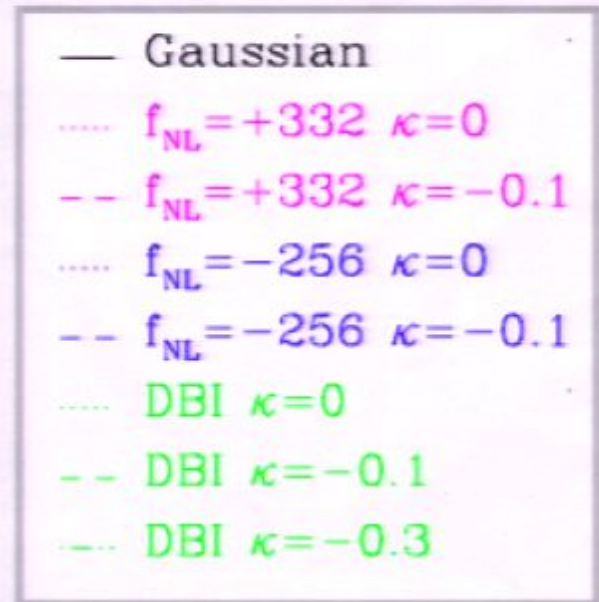 Gaussian
f_NL=+332 κ=0
f_NL=+332 κ=−0.1
f_NL=−256 κ=0
f_NL=−256 κ=−0.1
DBI κ=0
DBI κ=−0.1
DBI κ=−0.3